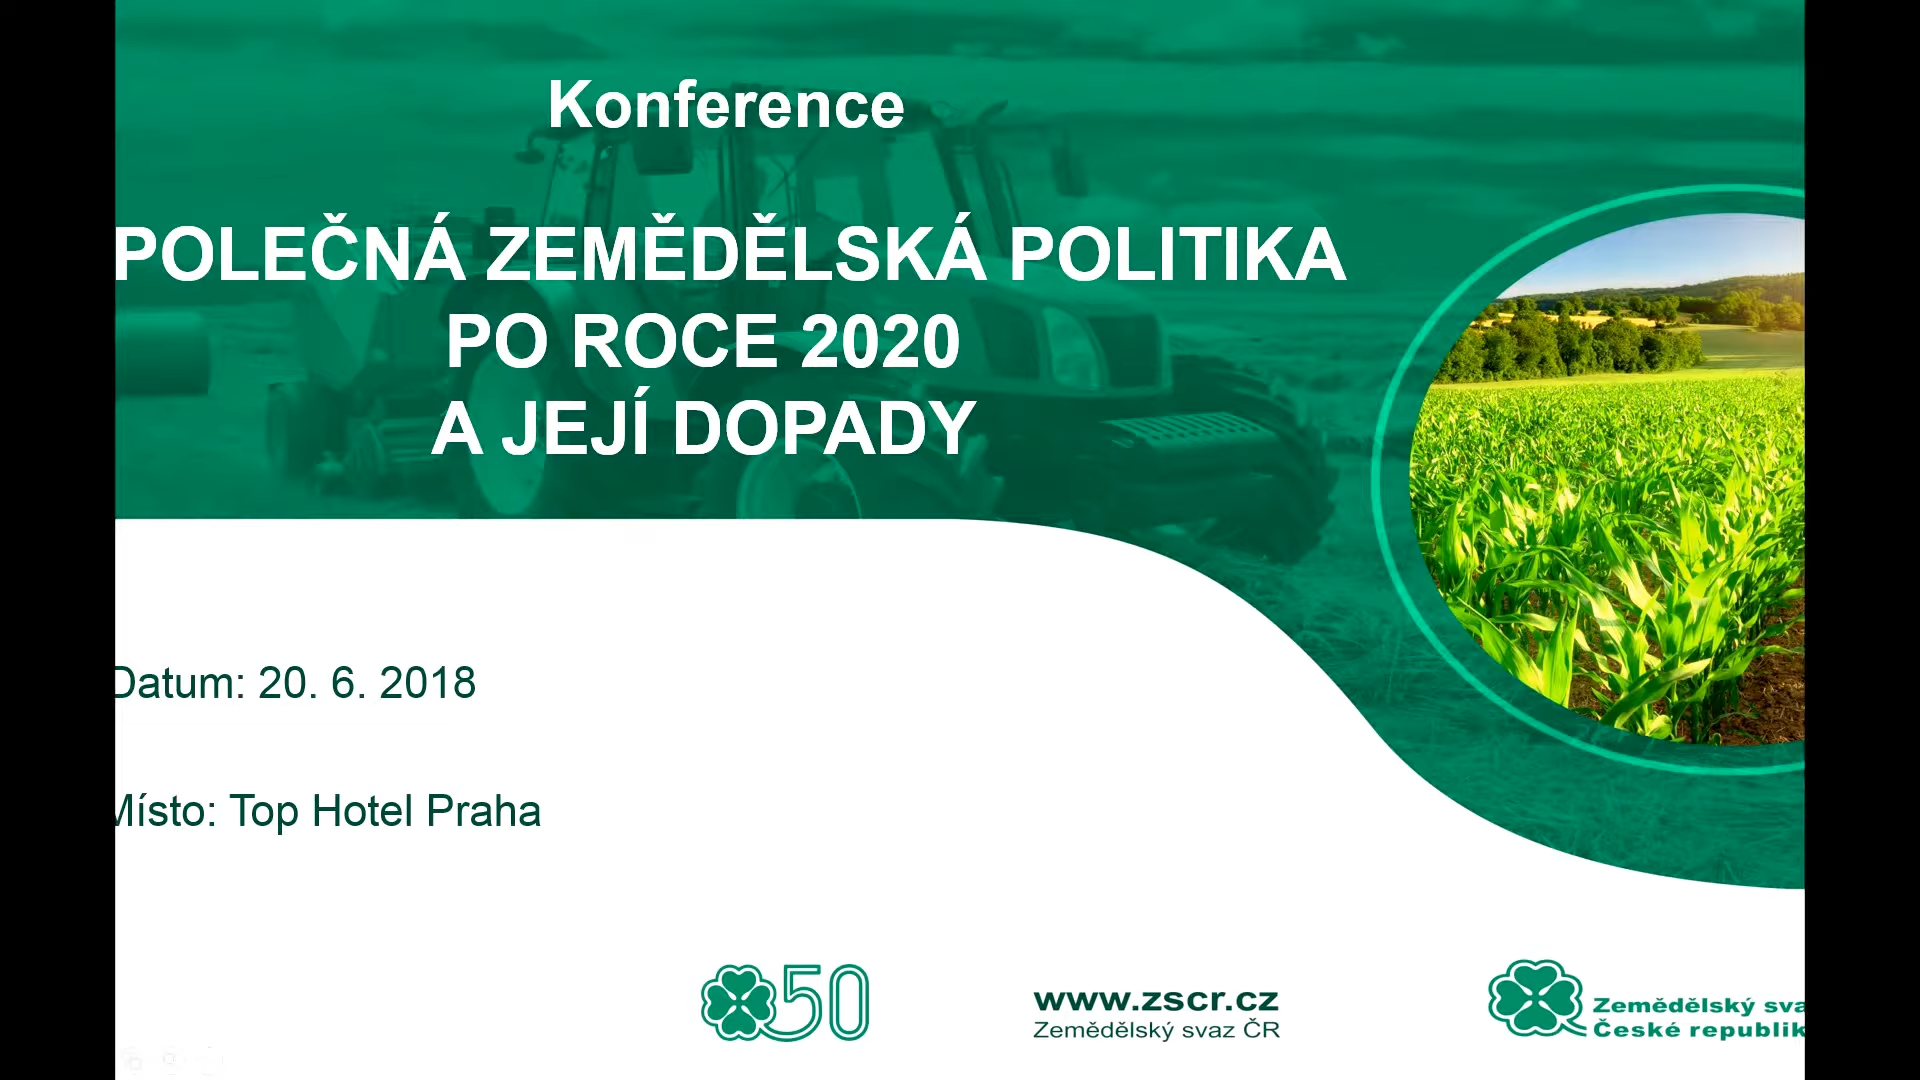 Konference
POLEČNÁ ZEMĚDĚLSKÁ POLITIKA
PO ROCE 2020
A JEJÍ DOPADY
Datum: 20. 6. 2018
Místo: Top Hotel Praha
50
www.zscr.cz
Zemědělský svaz ČR
Zemědělský sva
České republik